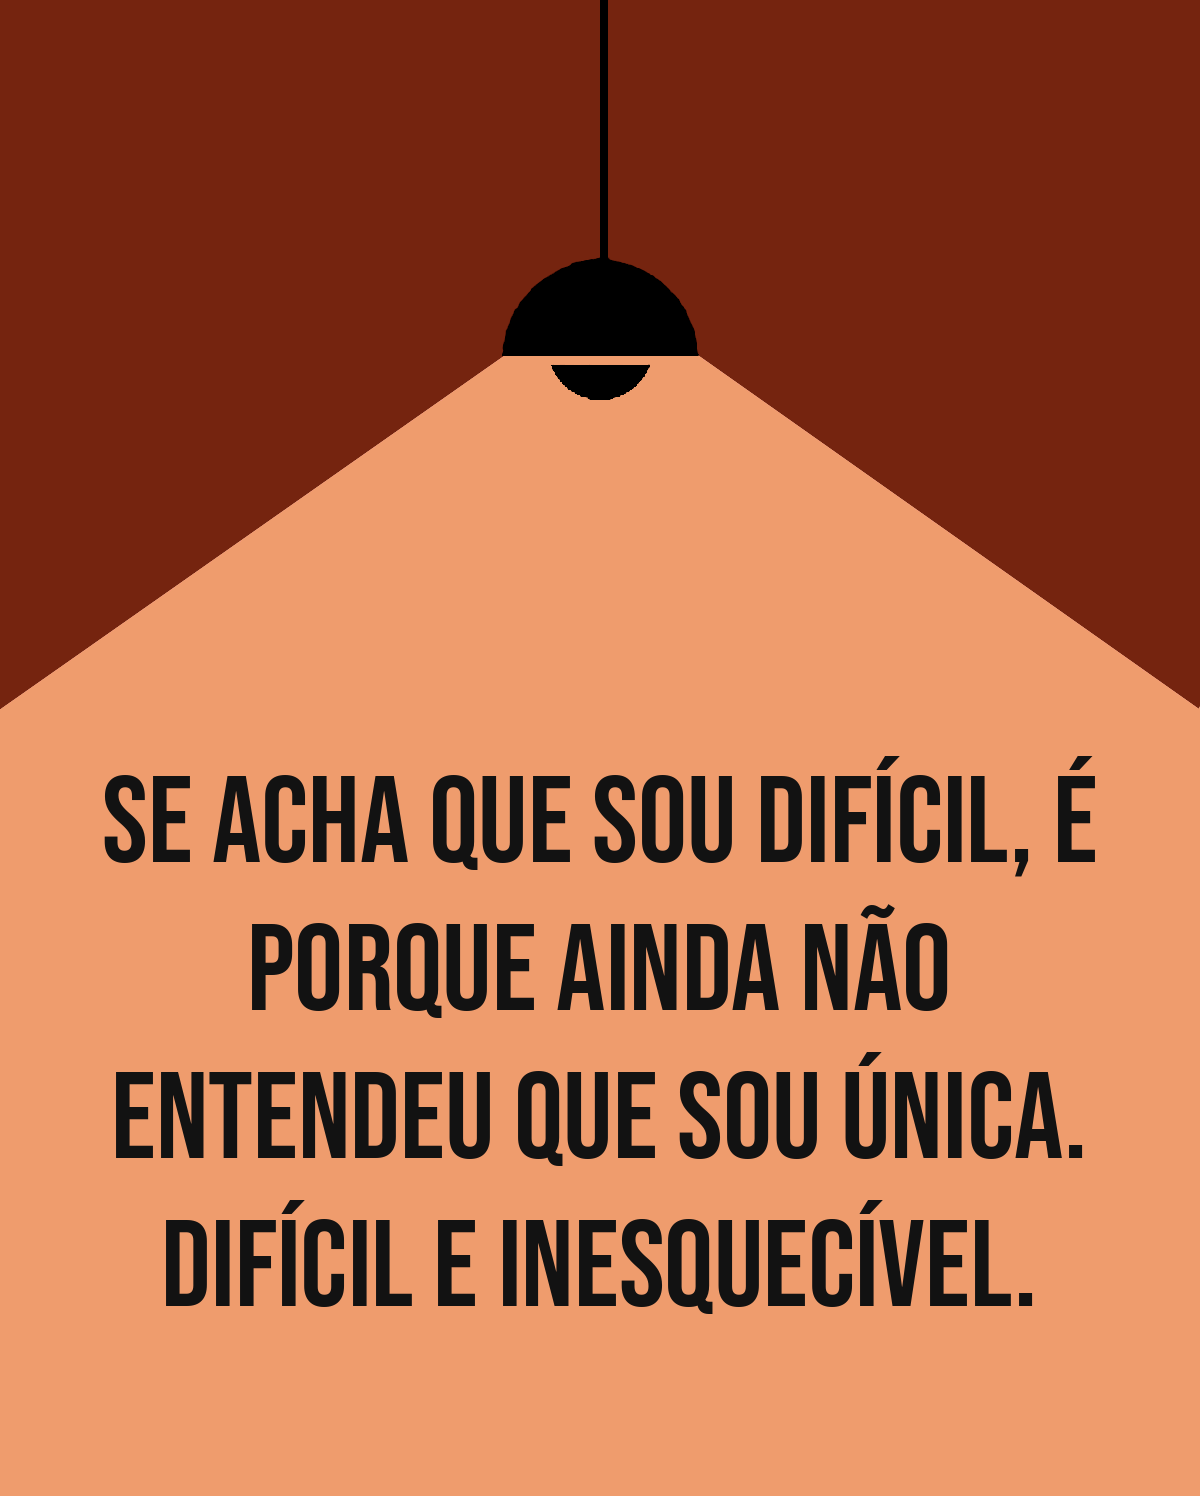 SE ACHA QUE SOU DIFÍCIL, É
PORQUE AINDA NÃO
ENTENDEU QUE SOU ÚNICA.
DIFÍCIL E INESQUECÍVEL.